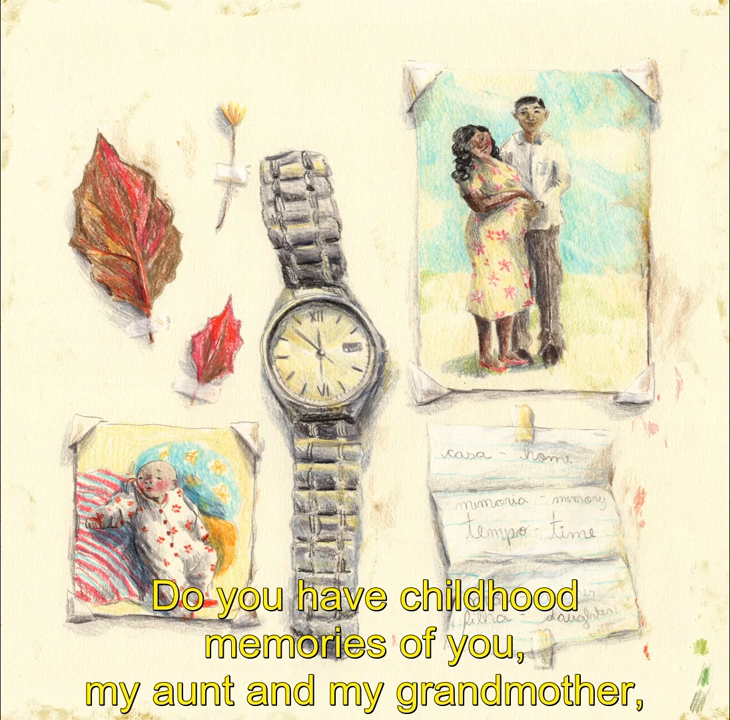 casa - home
memoria - memory
tempo - time
filha daughter
Do you have childhood
memories of you,
my aunt and my grandmother,